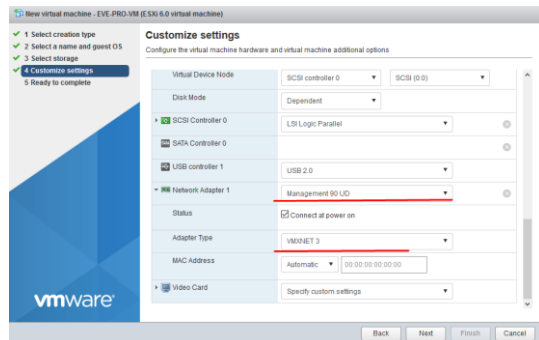 New virtual machine - EVE-PRO-VM (ESXi 6.0 virtual machine)
1 Select creation type
2 Select a name and guest OS
3 Select storage
4 Customize settings
5 Ready to complete
Customize settings
Configure the virtual machine hardware and virtual machine additional options
Virtual Device Node SCSI controller 0 SCSI (0:0)
Disk Mode Dependent
SCSI Controller 0 LSI Logic Parallel
SATA Controller 0
USB controller 1 USB 2.0
Network Adapter 1 Management 90 UD
Status Connect at power on
Adapter Type VMXNET 3
MAC Address Automatic 00:00:00:00:00:00
Video Card Specify custom settings
vmware
Back Next Finish Cancel